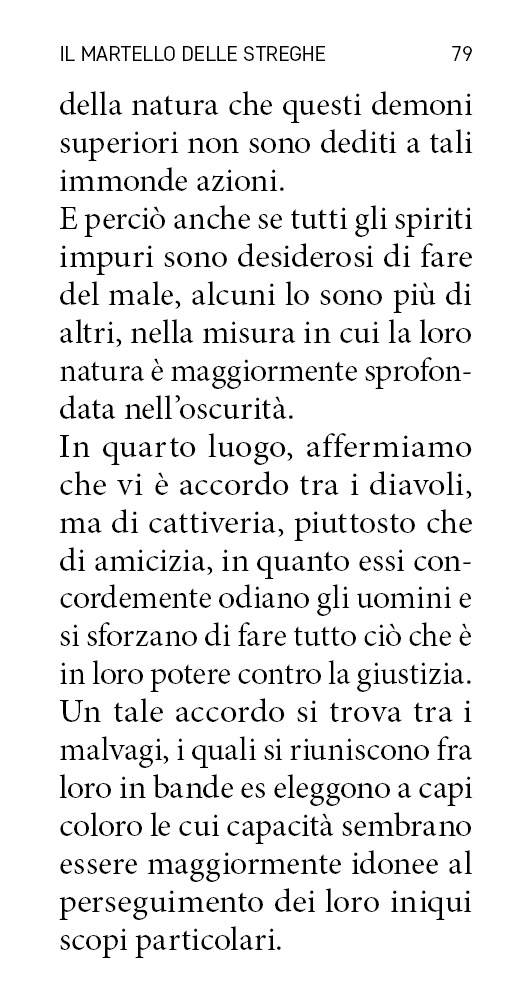 IL MARTELLO DELLE STREGHE 79
della natura che questi demoni
superiori non sono dediti a tali
immonde azioni.
E perciò anche se tutti gli spiriti
impuri sono desiderosi di fare
del male, alcuni lo sono più di
altri, nella misura in cui la loro
natura è maggiormente sprofon-
data nell'oscurità.
In quarto luogo, affermiamo
che vi è accordo tra i diavoli,
ma di cattiveria, piuttosto che
di amicizia, in quanto essi con-
cordemente odiano gli uomini e
si sforzano di fare tutto ciò che è
in loro potere contro la giustizia.
Un tale accordo si trova tra i
malvagi, i quali si riuniscono fra
loro in bande es eleggono a capi
coloro le cui capacità sembrano
essere maggiormente idonee al
perseguimento dei loro iniqui
scopi particolari.